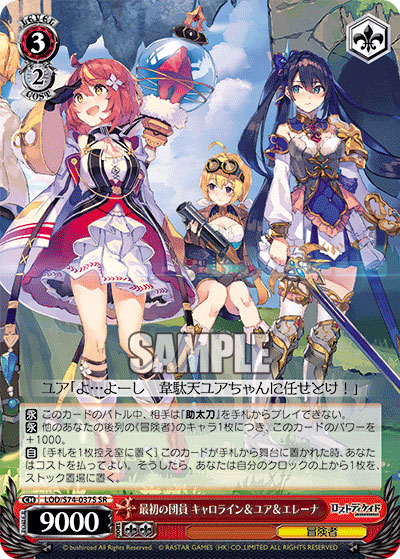 LEVEL
3
2
COST
SAMPLE
ユア「よ…よーし 韋駄天ユアちゃんに任せとけ!」
永 このカードのバトル中、相手は『助太刀』を手札からプレイできない。
永 他のあなたの後列の《冒険者》のキャラ1枚につき、このカードのパワーを
+1000。
自 [手札を1枚控え室に置く] このカードが手札から舞台に置かれた時、あな
たはコストを払ってよい。そうしたら、あなたは自分のクロックの上から1枚を、
ストック置場に置く。
CH LOD/S74-037S SR
9000
最初の団員 キャロライン&ユア&エレーナ
ロストディケイド
冒険者
© bushiroad All Rights Reserved. © RASTAR GAMES (HK) CO.,LIMITED ALL RIGHTS RESERVED.